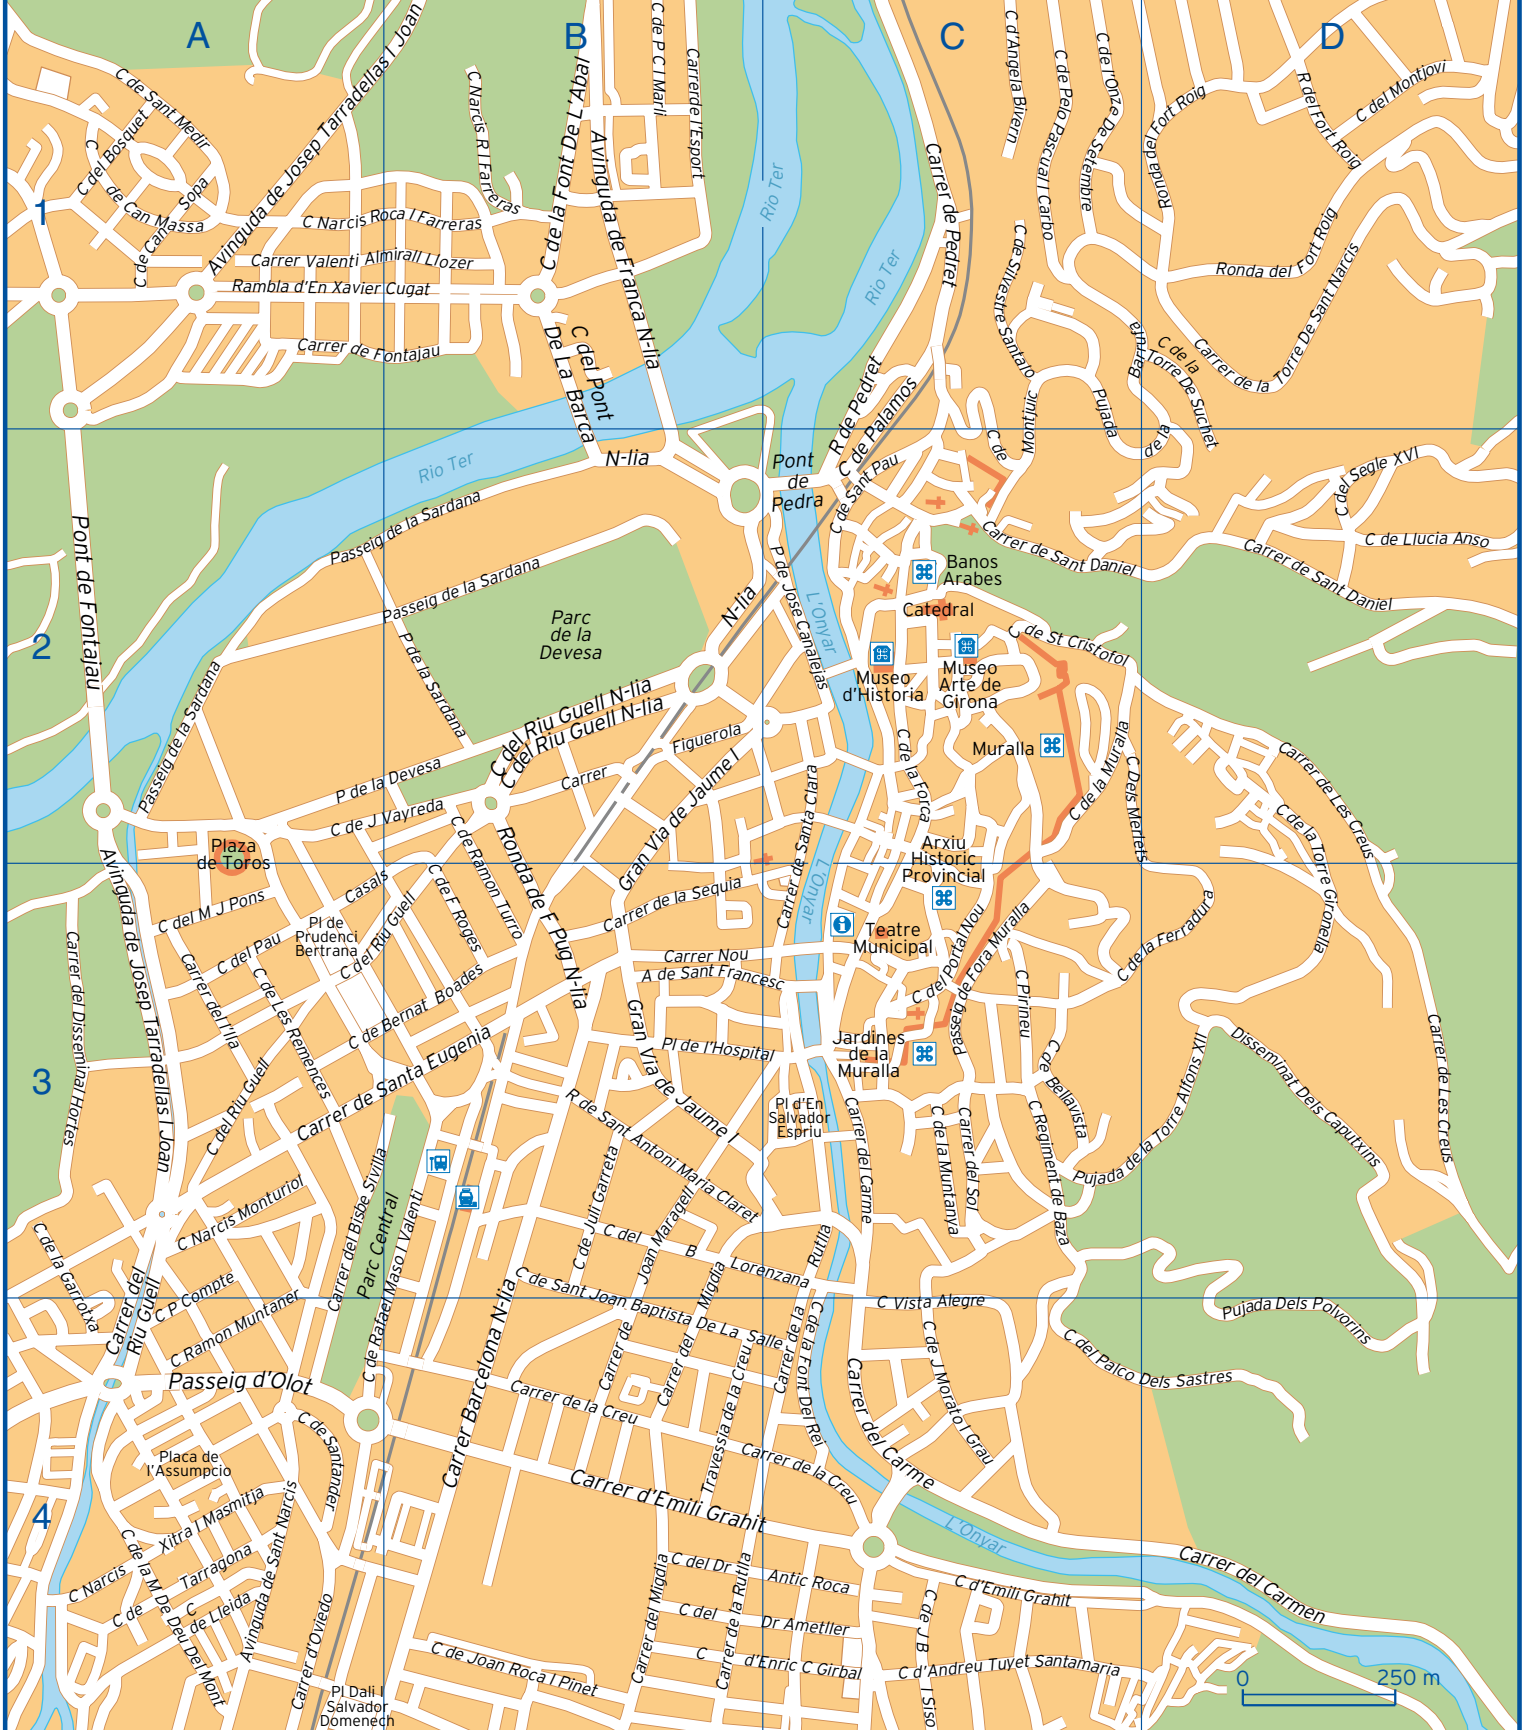 A
B
C
D
1
2
3
4
C de Sant Medir
C del Bosquet
C
de Can Massa
C de Can
Sopa
Avinguda de Josep Tarradellas I Joan
C Narcis R I Farreras
C Narcis Roca I Farreras
Carrer Valenti Almirall Llozer
Rambla d'En Xavier Cugat
Carrer de Fontajau
C de la Font De L'Abal
C de P C I Marli
Carrerde l'Esport
Avinguda de Franca N-IIa
C del Pont
De La Barca
Rio Ter
Rio Ter
Carrer de Pedret
C d'Angela Bivern
C de Pelo Pascual I Carbo
C de l'Onze De Setembre
Ronda del Fort Roig
R del Fort Roig
C del Montjovi
Ronda del Fort Roig
C de Silvestre Santalo
Carrer de la
Torre De Sant Narcis
C de la
Torre De Suchet
Barrufa
Pujada
de la
C de
Montjuic
R de Pedret
C de Palamos
Rio Ter
N-IIa
Pont
de
Pedra
C de Sant Pau
Pont de Fontajau
Passeig de la Sardana
Passeig de la Sardana
Passeig de la Sardana
P de la Sardana
Parc
de la
Devesa
N-IIa
P de Jose Canalejas
L'Onyar
Banos
Arabes
Catedral
Carrer de Sant Daniel
Carrer de Sant Daniel
C del Segle XVI
C d
C de Llucia Anso
C de St Cristofol
Museo
d'Historia
Museo
Arte de
Girona
Muralla
C del Riu Guell N-IIa
C del Riu Guell N-IIa
P de la Devesa
C de J Vayreda
Carrer
Figuerola
Gran Via de Jaume I
Carrer de Santa Clara
C de la Forca
C de la Muralla
C Dels Merlets
Carrer de Les Creus
C de la Torre Gironella
Plaza
de Toros
Avinguda de Josep Tarradellas I Joan
C de Ramon Turro
Ronda de F Puig N-IIa
Arxiu
Historic
Provincial
C del M J Pons
Casals
C de F Roges
Carrer de la Sequia
L'Onyar
Pl de
Prudenci
Bertrana
C del Riu Guell
C del Pau
Carrer Nou
A de Sant Francesc
Teatre
Municipal
C del Portal Nou
Passeig de Fora Muralla
C de la Ferradura
Carrer del Disseminat Hortes
Carrer de l'Illa
C de Les Remences
C de Bernat Boades
Gran Via de Jaume I
Pl de l'Hospital
C Pirineu
Jardines
de la
Muralla
Disseminat Dels Caputxins
Carrer de Les Creus
C del Riu Guell
Carrer de Santa Eugenia
R de Sant Antoni Maria Claret
Pl d'En
Salvador
Espriu
Carrer del Carme
C de la Muntanya
Carrer del Sol
C Regiment de Baza
C de Bellavista
Pujada de la Torre Alfons XII
C de la Garrotxa
C Narcis Monturiol
Carrer del Bisbe Sivilla
Parc Central
C de Rafael Maso I Valenti
C de Juli Garreta
Joan Maragell
C del
B
Lorenzana
Rutlla
Carrer del
Riu Guell
C P Compte
C Ramon Muntaner
C de Sant Joan Baptista De La Salle
Migdia
Carrer del
Carrer de
Carrer de la
C Vista Alegre
Pujada Dels Polvorins
Passeig d'Olot
Carrer Barcelona N-IIa
Carrer de la Creu
Travessia de la Creu
C de la Font Del Rei
Carrer del Carme
C de J Morato I Grau
C del Palco Dels Sastres
C de Santander
Placa de
l'Assumpcio
Carrer de la Creu
Carrer d'Emili Grahit
C Narcis
Xitra I Masmitja
C de
Tarragona
C
de Lleida
C de la M De Deu Del Mont
Avinguda de Sant Narcis
Carrer d'Oviedo
L'Onyar
Carrer del Carmen
C del Dr
Antic Roca
C d'Emili Grahit
C del
Dr Ametller
C
d'Enric C Girbal
Carrer del Migdia
Carrer de la Rutlla
C de J B
I Siso
C d'Andreu Tuyet Santamaria
C de Joan Roca I Pinet
Pl Dali I
Salvador
Domenech
0
250 m